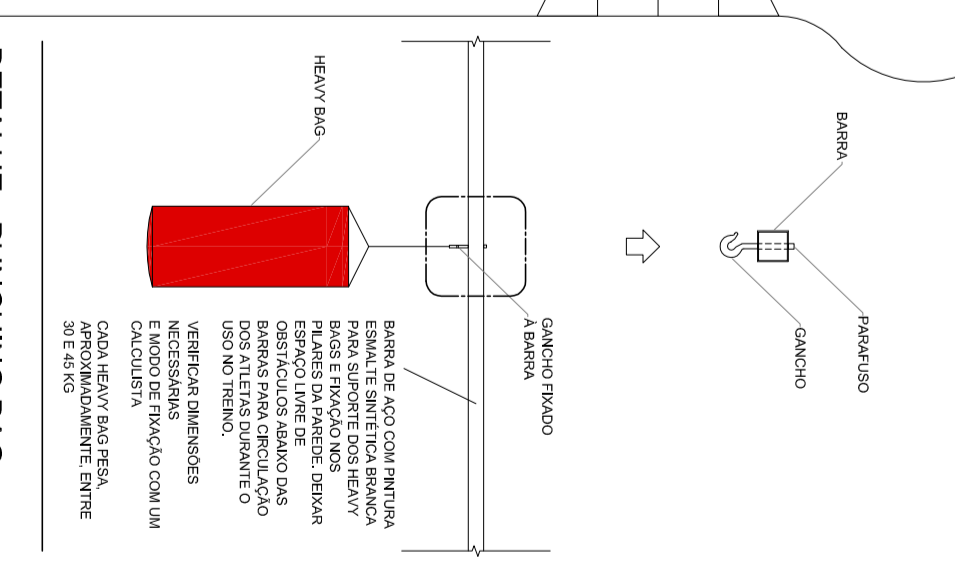 BARRA
PARAFUSO
GANCHO
GANCHO FIXADO
À BARRA
HEAVY BAG
BARRA DE AÇO COM PINTURA
ESMALTE SINTÉTICA BRANCA
PARA SUPORTE DOS HEAVY
BAGS E FIXAÇÃO NOS
PILARES DA PAREDE. DEIXAR
ESPAÇO LIVRE DE
OBSTÁCULOS ABAIXO DAS
BARRAS PARA CIRCULAÇÃO
DOS ATLETAS DURANTE O
USO NO TREINO.
VERIFICAR DIMENSÕES
NECESSÁRIAS
E MODO DE FIXAÇÃO COM UM
CALCULISTA
CADA HEAVY BAG PESA,
APROXIMADAMENTE, ENTRE
30 E 45 KG